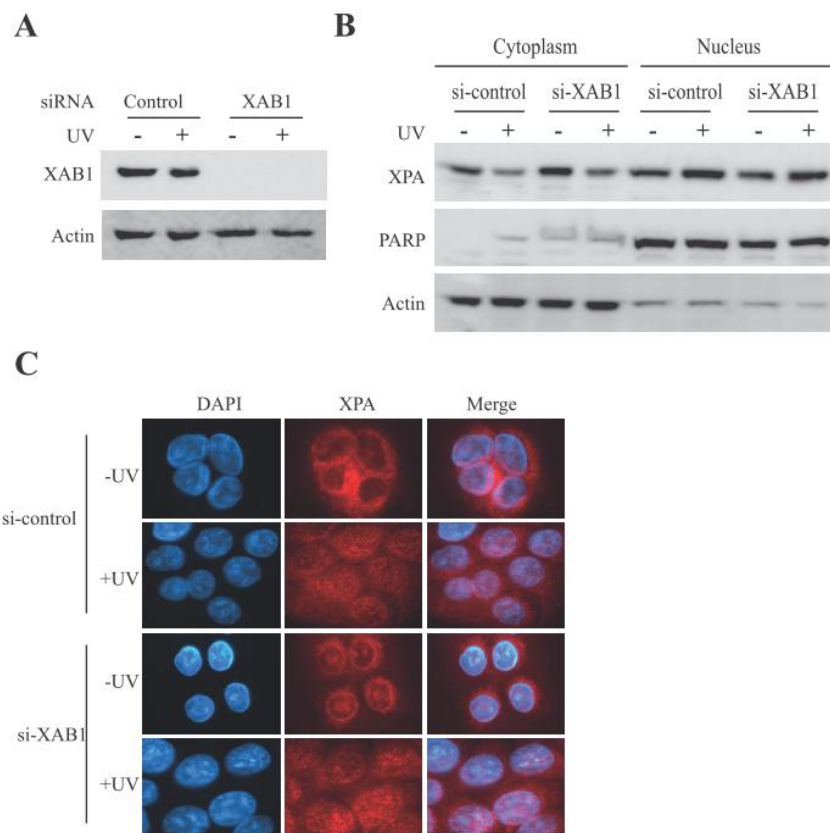 A
siRNA Control XAB1
UV - + - +
XAB1
Actin
B
Cytoplasm Nucleus
si-control si-XAB1 si-control si-XAB1
UV - + - + - + - +
XPA
PARP
Actin
C
DAPI XPA Merge
si-control
-UV
+UV
si-XAB1
-UV
+UV